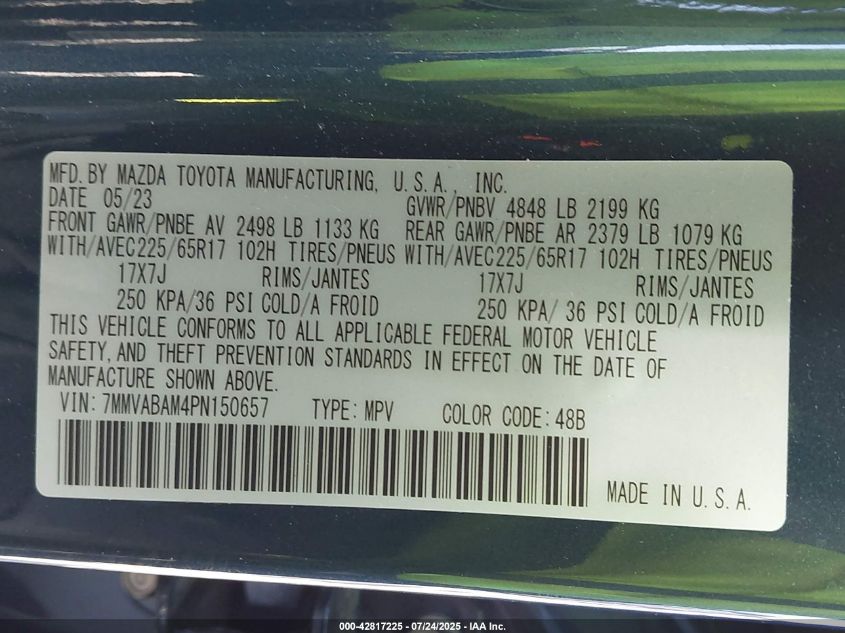 MFD. BY MAZDA TOYOTA MANUFACTURING, U.S.A., INC.
DATE 05/23 GVWR/PNBV 4848 LB 2199 KG
FRONT GAWR/PNBE AV 2498 LB 1133 KG REAR GAWR/PNBE AR 2379 LB 1079 KG
WITH/AVEC225/65R17 102H TIRES/PNEUS WITH/AVEC225/65R17 102H TIRES/PNEUS
17X7J RIMS/JANTES 17X7J RIMS/JANTES
250 KPA/36 PSI COLD/A FROID 250 KPA/ 36 PSI COLD/A FROID
THIS VEHICLE CONFORMS TO ALL APPLICABLE FEDERAL MOTOR VEHICLE
SAFETY, AND THEFT PREVENTION STANDARDS IN EFFECT ON THE DATE OF
MANUFACTURE SHOWN ABOVE.
VIN: 7MMVABAM4PN150657 TYPE: MPV COLOR CODE: 48B
MADE IN U.S.A.
000-42817225 - 07/24/2025 - IAA Inc.